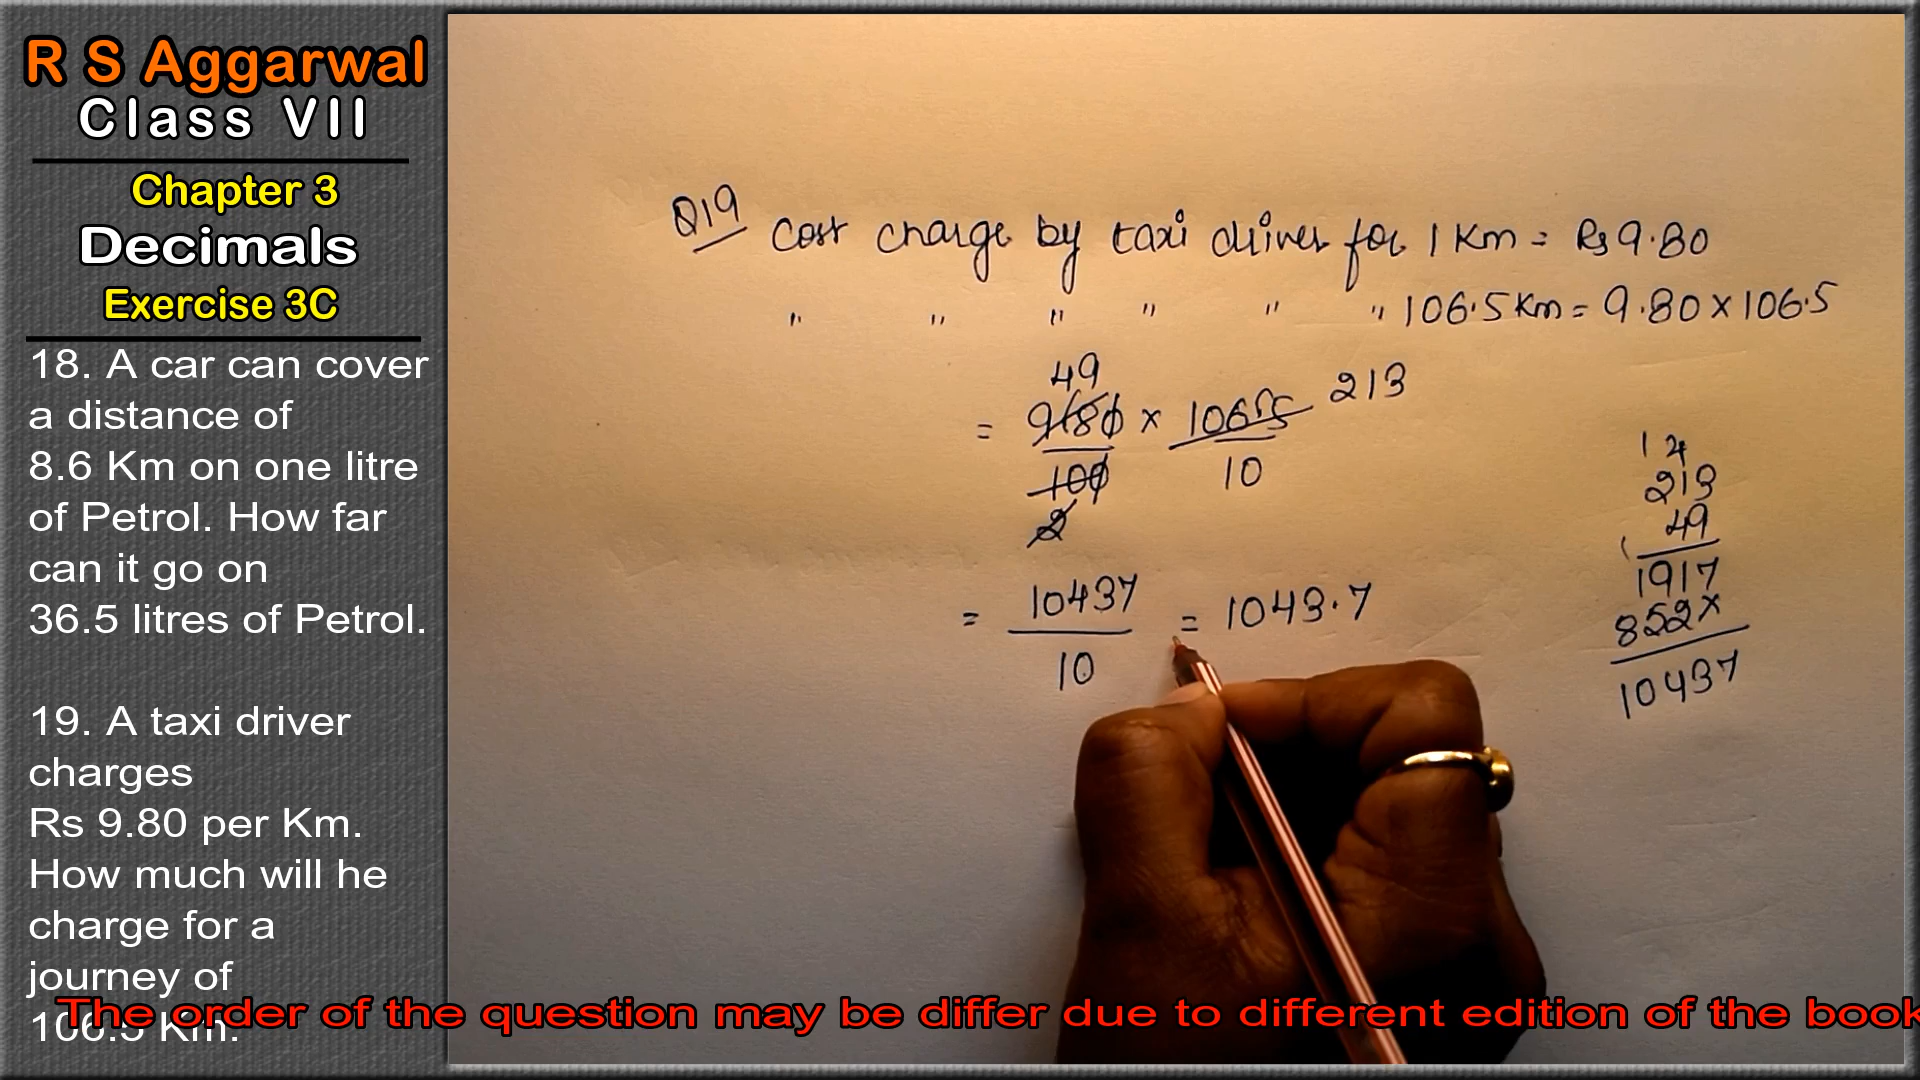 R S Aggarwal
Class VII
Chapter 3
Decimals
Exercise 3C
18. A car can cover
a distance of
8.6 Km on one litre
of Petrol. How far
can it go on
36.5 litres of Petrol.
19. A taxi driver
charges
Rs 9.80 per Km.
How much will he
charge for a
journey of
106.5 Km.
Q19 Cost charge by taxi driver for 1 Km = Rs 9.80
" " " " " " 106.5 Km = 9.80 x 106.5
49
= 980 x 1065 213
100 10
2
= 10437 = 1043.7
10
1 2
213
49
1917
852x
10437
The order of the question may be differ due to different edition of the book